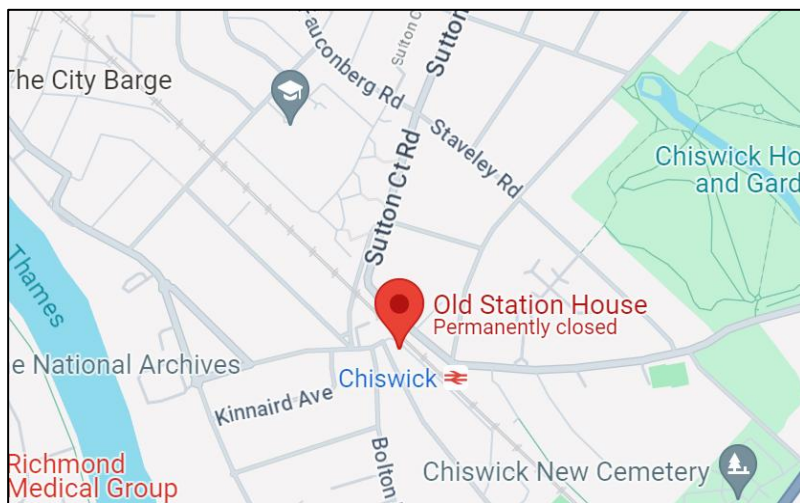 The City Barge
Sutton C
auconberg Rd
Sutton
Staveley Rd
Chiswick Ho
and Gard
Sutton Ct Rd
Thames
Old Station House
Permanently closed
e National Archives
Chiswick
Kinnaird Ave
Bolton
Richmond
Medical Group
Chiswick New Cemetery